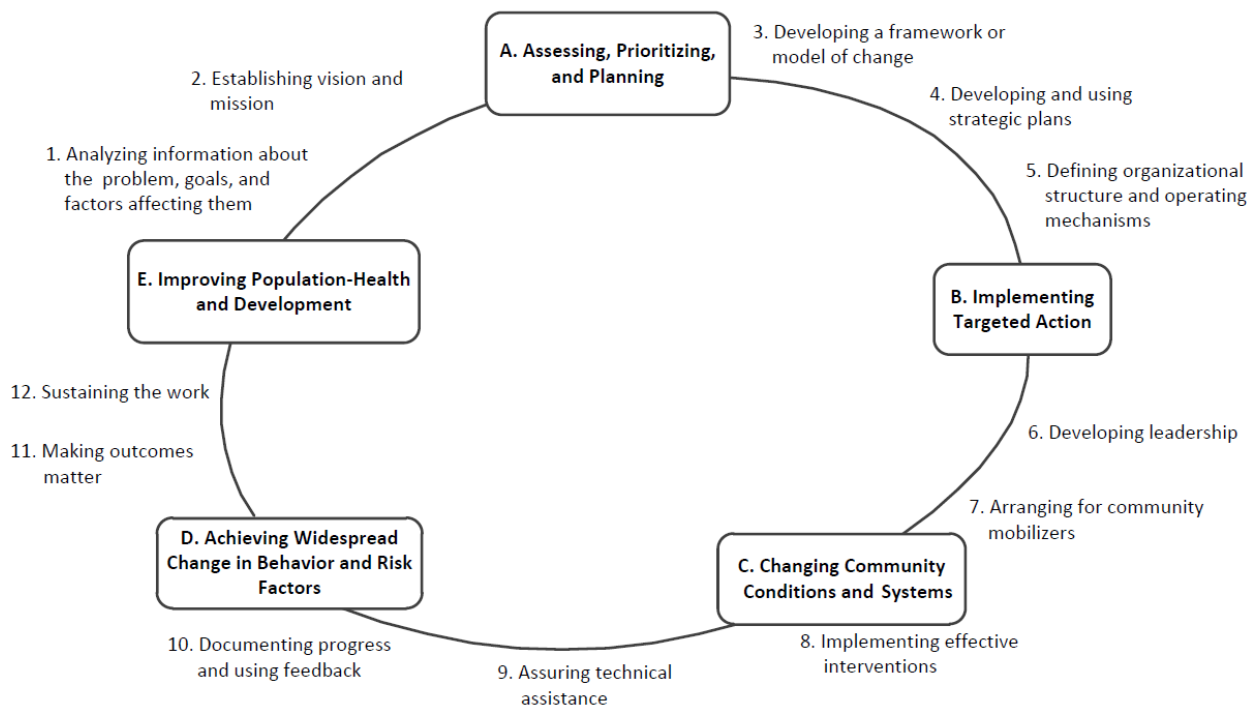 A. Assessing, Prioritizing,
and Planning
3. Developing a framework or
model of change
2. Establishing vision and
mission
4. Developing and using
strategic plans
1. Analyzing information about
the problem, goals, and
factors affecting them
5. Defining organizational
structure and operating
mechanisms
E. Improving Population-Health
and Development
B. Implementing
Targeted Action
12. Sustaining the work
6. Developing leadership
11. Making outcomes
matter
7. Arranging for community
mobilizers
D. Achieving Widespread
Change in Behavior and Risk
Factors
C. Changing Community
Conditions and Systems
10. Documenting progress
and using feedback
9. Assuring technical
assistance
8. Implementing effective
interventions